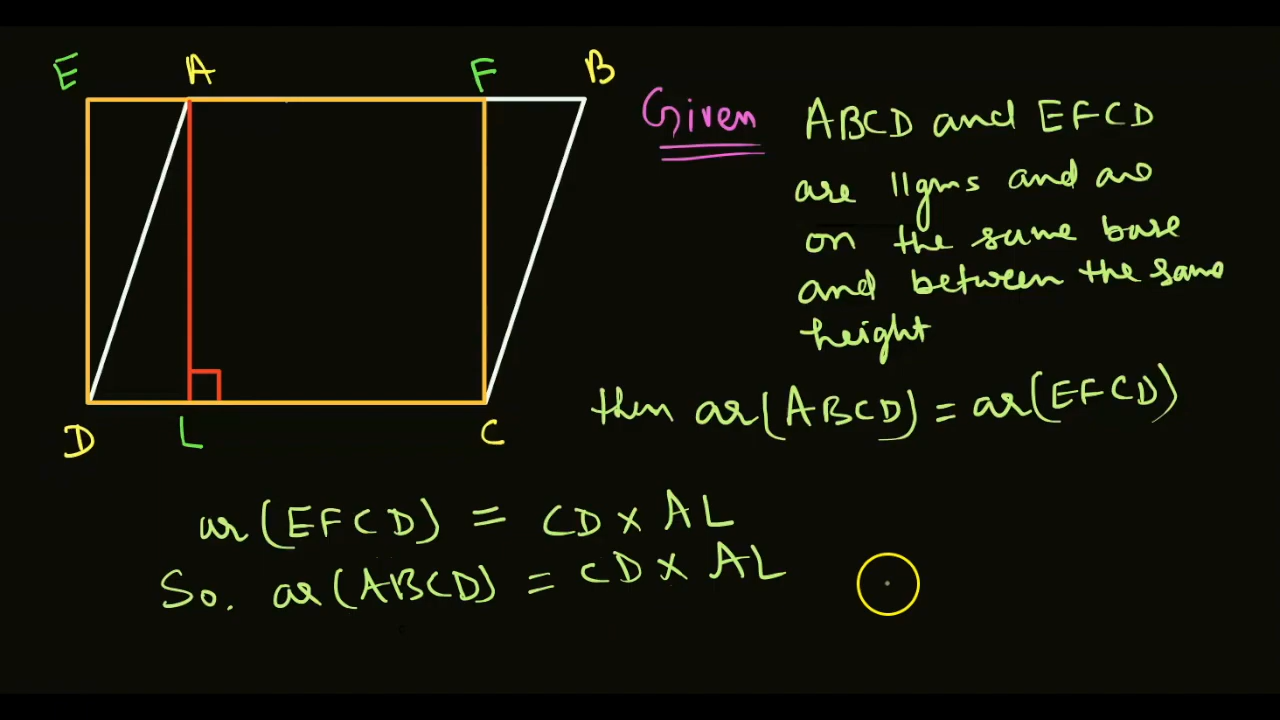 E A F B
Given ABCD and EFCD
are ||gms and are
on the same base
and between the same
height
then ar(ABCD) = ar(EFCD)
D L C
ar(EFCD) = CD x AL
So. ar(ABCD) = CD x AL